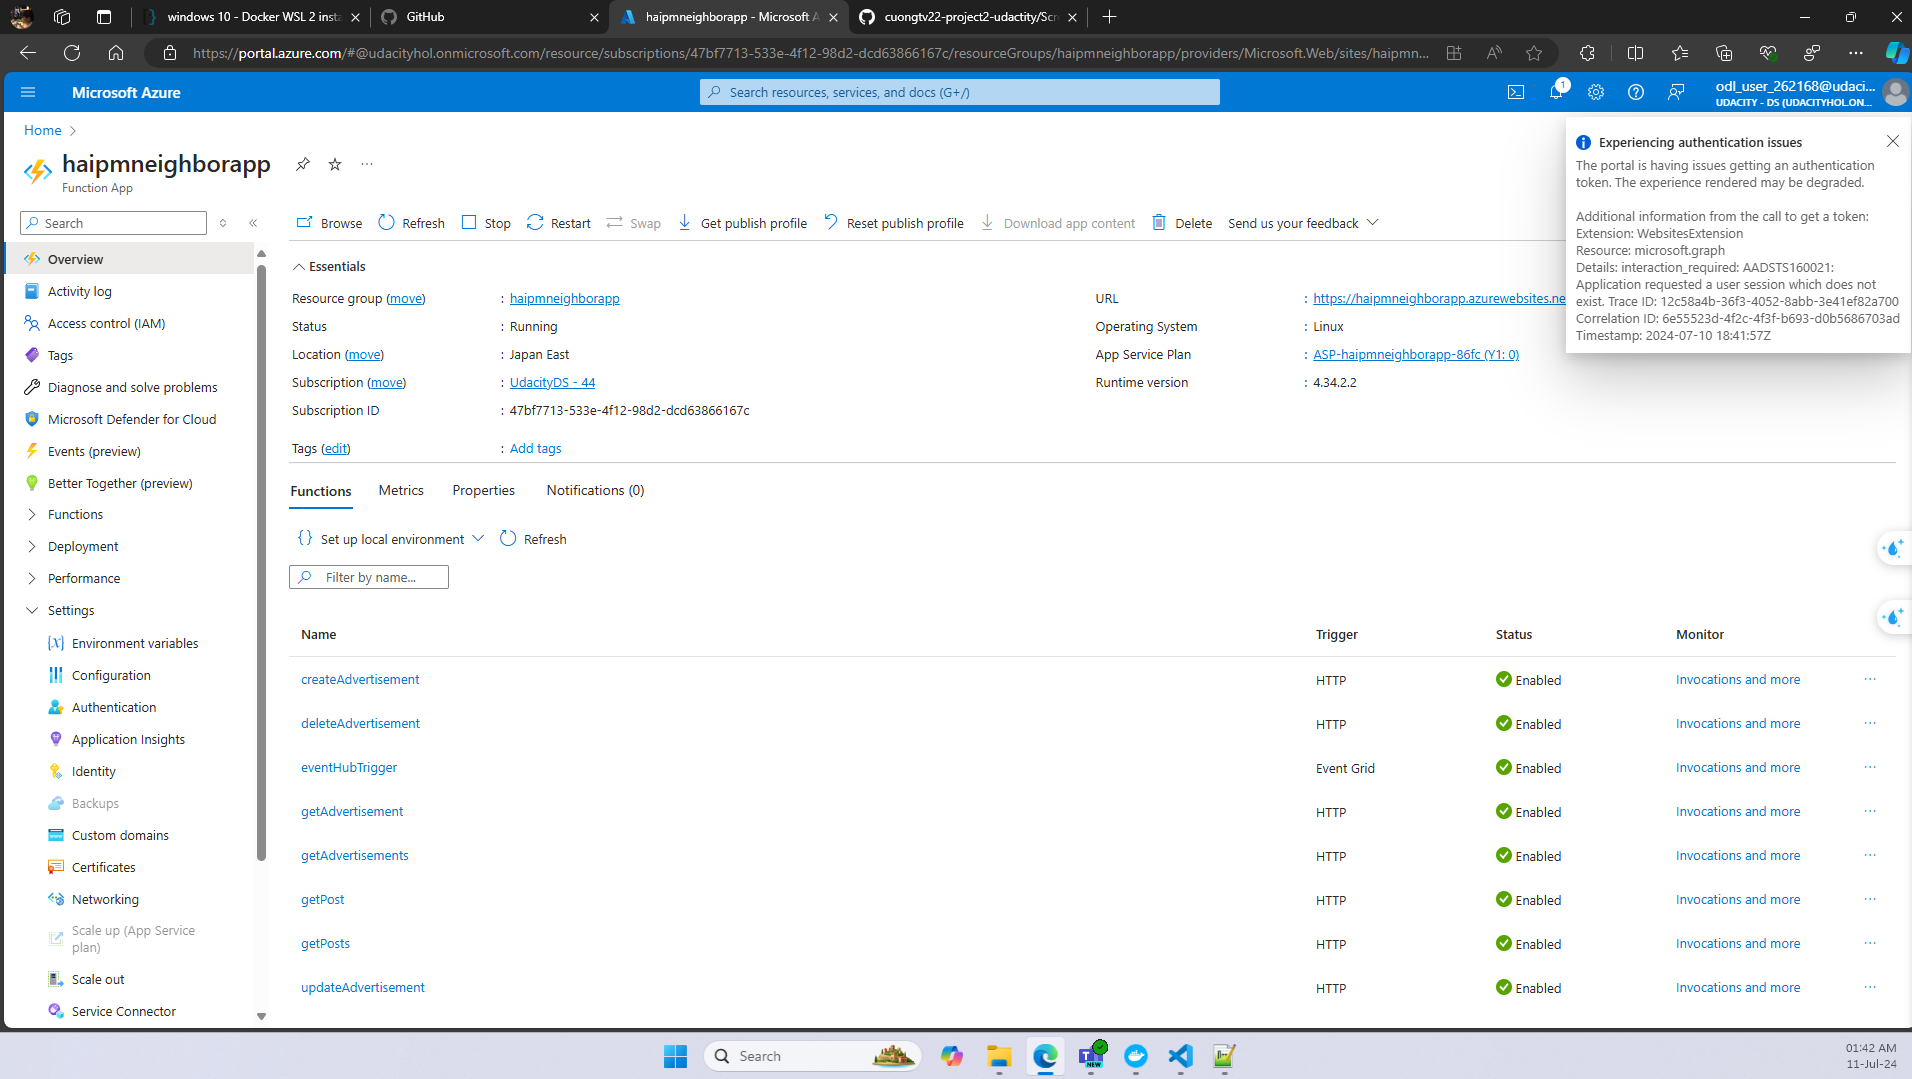 windows 10 - Docker WSL 2 insta
GitHub
haipmneighborapp - Microsoft A
cuongtv22-project2-udactity/Scr
https://portal.azure.com/#@udacityhol.onmicrosoft.com/resource/subscriptions/47bf7713-533e-4f12-98d2-dcd63866167c/resourceGroups/haipmneighborapp/providers/Microsoft.Web/sites/haipmn...
Microsoft Azure
Search resources, services, and docs (G+/)
1
odl_user_262168@udaci...
UDACITY - DS (UDACITYHOL.ON...
Home
haipmneighborapp
Function App
Experiencing authentication issues
The portal is having issues getting an authentication
token. The experience rendered may be degraded.
Additional information from the call to get a token:
Extension: WebsitesExtension
Resource: microsoft.graph
Details: interaction_required: AADSTS160021:
Application requested a user session which does not
exist. Trace ID: 12c58a4b-36f3-4052-8abb-3e41ef82a700
Correlation ID: 6e55523d-4f2c-4f3f-b693-d0b5686703ad
Timestamp: 2024-07-10 18:41:57Z
Search
Browse
Refresh
Stop
Restart
Swap
Get publish profile
Reset publish profile
Download app content
Delete
Send us your feedback
Overview
Activity log
Access control (IAM)
Tags
Diagnose and solve problems
Microsoft Defender for Cloud
Events (preview)
Better Together (preview)
Functions
Deployment
Performance
Settings
Environment variables
Configuration
Authentication
Application Insights
Identity
Backups
Custom domains
Certificates
Networking
Scale up (App Service
plan)
Scale out
Service Connector
Essentials
Resource group (move) : haipmneighborapp
Status : Running
Location (move) : Japan East
Subscription (move) : UdacityDS - 44
Subscription ID : 47bf7713-533e-4f12-98d2-dcd63866167c
Tags (edit) : Add tags
URL : https://haipmneighborapp.azurewebsites.ne
Operating System : Linux
App Service Plan : ASP-haipmneighborapp-86fc (Y1: 0)
Runtime version : 4.34.2.2
Functions
Metrics
Properties
Notifications (0)
Set up local environment
Refresh
Filter by name...
Name Trigger Status Monitor
createAdvertisement HTTP Enabled Invocations and more
deleteAdvertisement HTTP Enabled Invocations and more
eventHubTrigger Event Grid Enabled Invocations and more
getAdvertisement HTTP Enabled Invocations and more
getAdvertisements HTTP Enabled Invocations and more
getPost HTTP Enabled Invocations and more
getPosts HTTP Enabled Invocations and more
updateAdvertisement HTTP Enabled Invocations and more
Search
NEW
01:42 AM
11-Jul-24